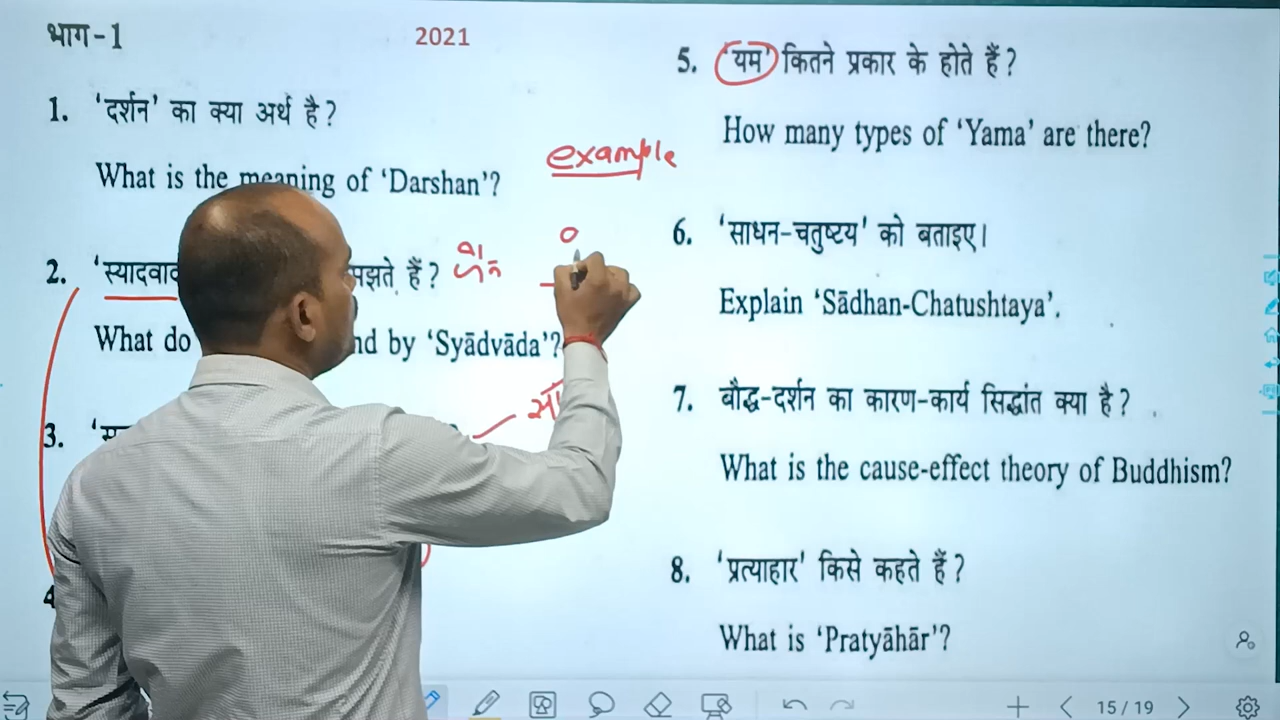 भाग-1
2021
1. 'दर्शन' का क्या अर्थ है?
What is the meaning of 'Darshan'?
example
2. 'स्यादवाद मझते हैं?
What do nd by 'Syādvāda'?
3.
4
5. 'यम' कितने प्रकार के होते हैं?
How many types of 'Yama' are there?
6. 'साधन-चतुष्टय' को बताइए।
Explain 'Sādhan-Chatushtaya'.
7. बौद्ध-दर्शन का कारण-कार्य सिद्धांत क्या है?
What is the cause-effect theory of Buddhism?
8. 'प्रत्याहार' किसे कहते हैं?
What is 'Pratyāhār'?
15 / 19